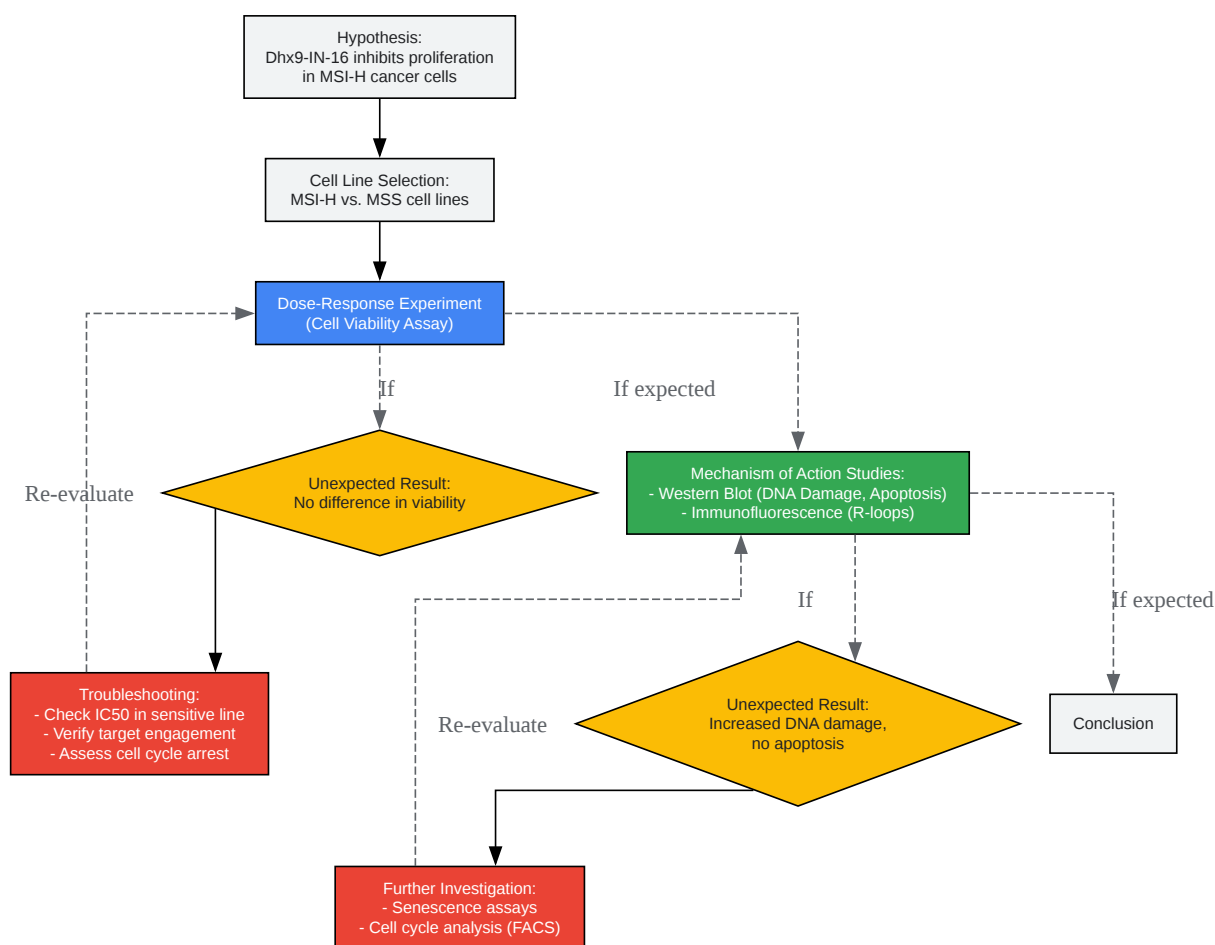 Hypothesis:
Dhx9-IN-16 inhibits proliferation
in MSI-H cancer cells
Cell Line Selection:
MSI-H vs. MSS cell lines
Dose-Response Experiment
(Cell Viability Assay)
If
If expected
Unexpected Result:
No difference in viability
Re-evaluate
Mechanism of Action Studies:
- Western Blot (DNA Damage, Apoptosis)
- Immunofluorescence (R-loops)
If
If expected
Troubleshooting:
- Check IC50 in sensitive line
- Verify target engagement
- Assess cell cycle arrest
Re-evaluate
Unexpected Result:
Increased DNA damage,
no apoptosis
Conclusion
Further Investigation:
- Senescence assays
- Cell cycle analysis (FACS)